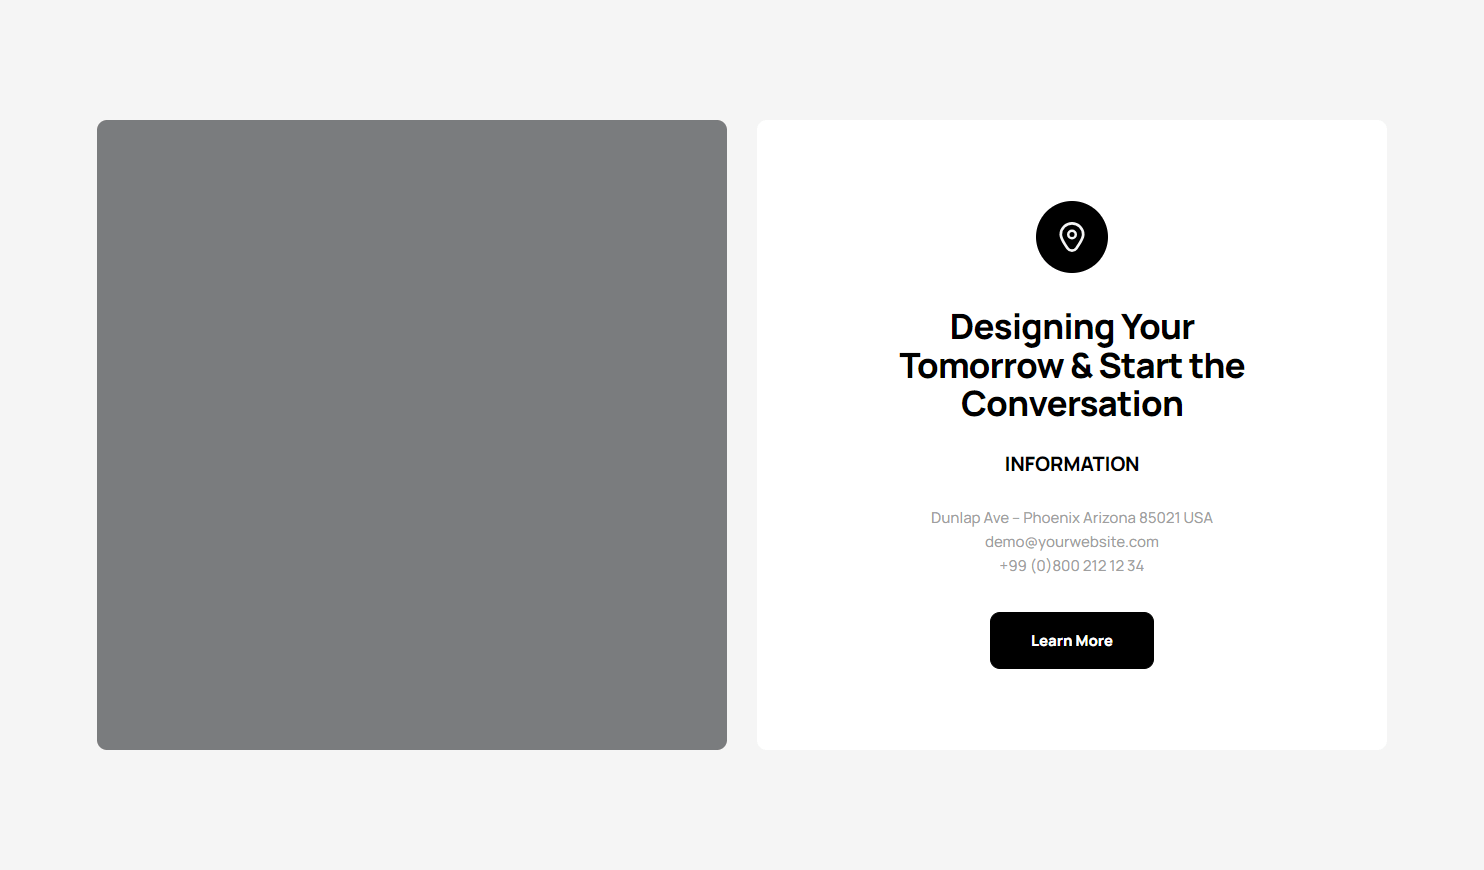 Designing Your
Tomorrow & Start the
Conversation
INFORMATION
Dunlap Ave – Phoenix Arizona 85021 USA
demo@yourwebsite.com
+99 (0)800 212 12 34
Learn More